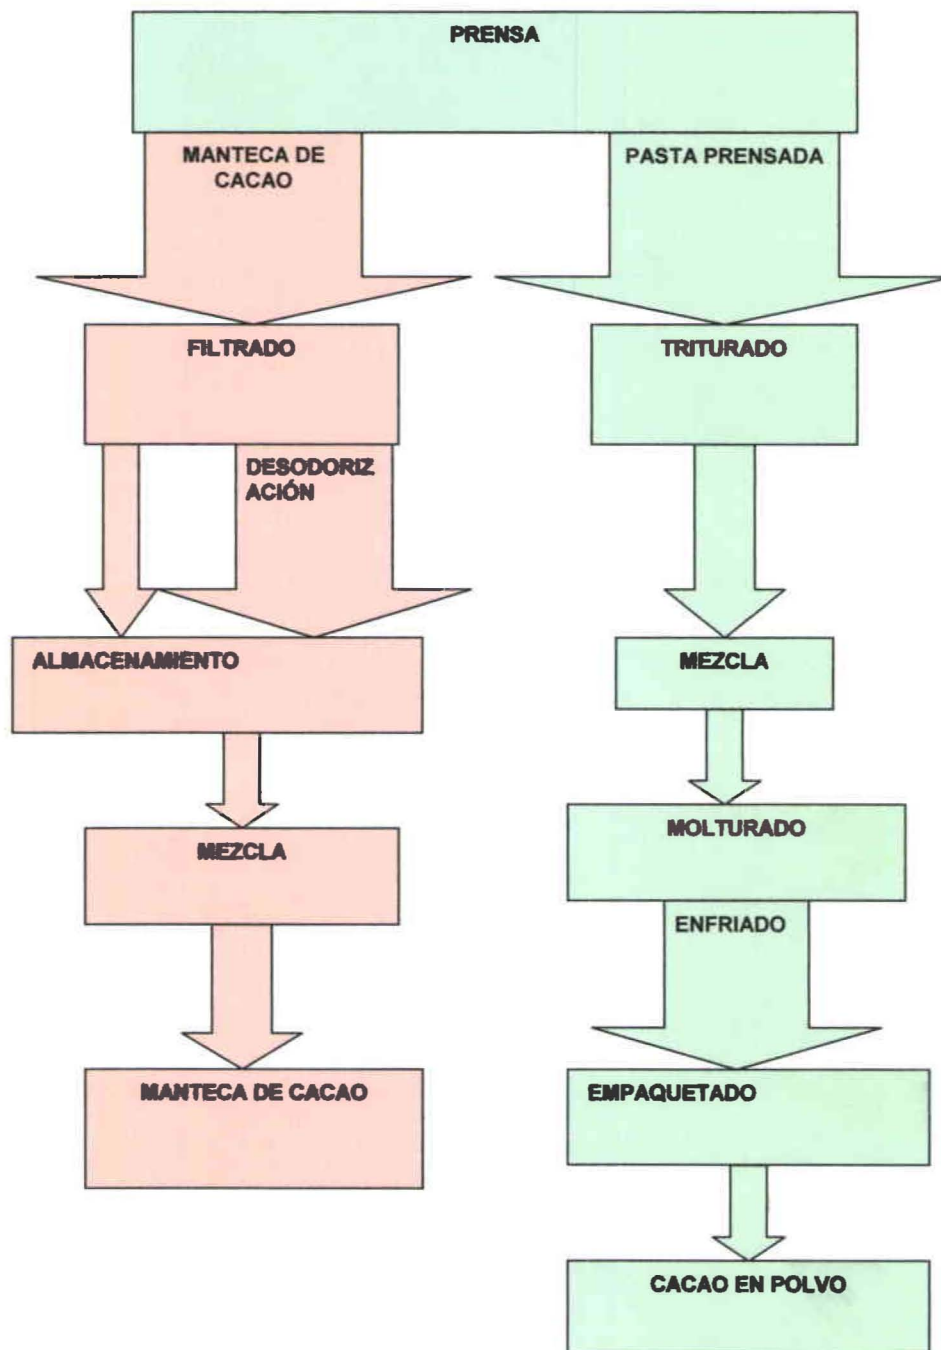 PRENSA
MANTECA DE
CACAO
PASTA PRENSADA
FILTRADO
TRITURADO
DESODORIZ
ACIÓN
ALMACENAMIENTO
MEZCLA
MEZCLA
MOLTURADO
ENFRIADO
MANTECA DE CACAO
EMPAQUETADO
CACAO EN POLVO